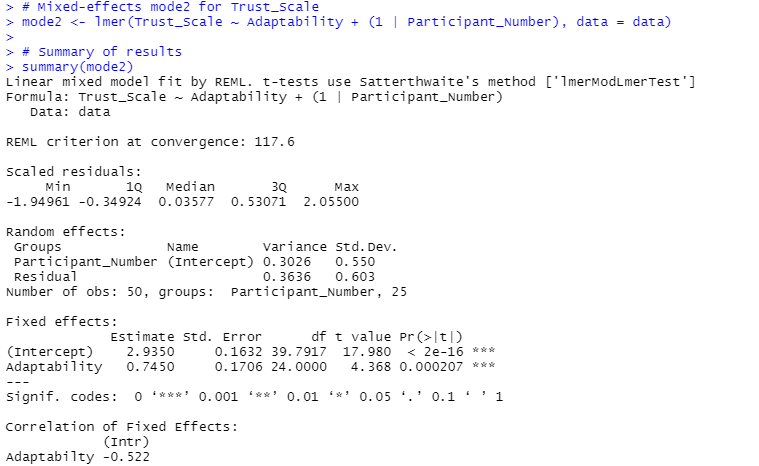 > # Mixed-effects mode2 for Trust_Scale
> mode2 <- lmer(Trust_Scale ~ Adaptability + (1 | Participant_Number), data = data)
>
> # Summary of results
> summary(mode2)
Linear mixed model fit by REML. t-tests use Satterthwaite's method ['lmerModLmerTest']
Formula: Trust_Scale ~ Adaptability + (1 | Participant_Number)
   Data: data

REML criterion at convergence: 117.6

Scaled residuals:
     Min       1Q   Median       3Q      Max
-1.94961 -0.34924  0.03577  0.53071  2.05500

Random effects:
 Groups             Name        Variance Std.Dev.
 Participant_Number (Intercept) 0.3026   0.550
 Residual                       0.3636   0.603
Number of obs: 50, groups:  Participant_Number, 25

Fixed effects:
             Estimate Std. Error      df t value Pr(>|t|)
(Intercept)    2.9350     0.1632 39.7917  17.980  < 2e-16 ***
Adaptability   0.7450     0.1706 24.0000   4.368 0.000207 ***
---
Signif. codes:  0 ‘***’ 0.001 ‘**’ 0.01 ‘*’ 0.05 ‘.’ 0.1 ‘ ’ 1

Correlation of Fixed Effects:
            (Intr)
Adaptabilty -0.522